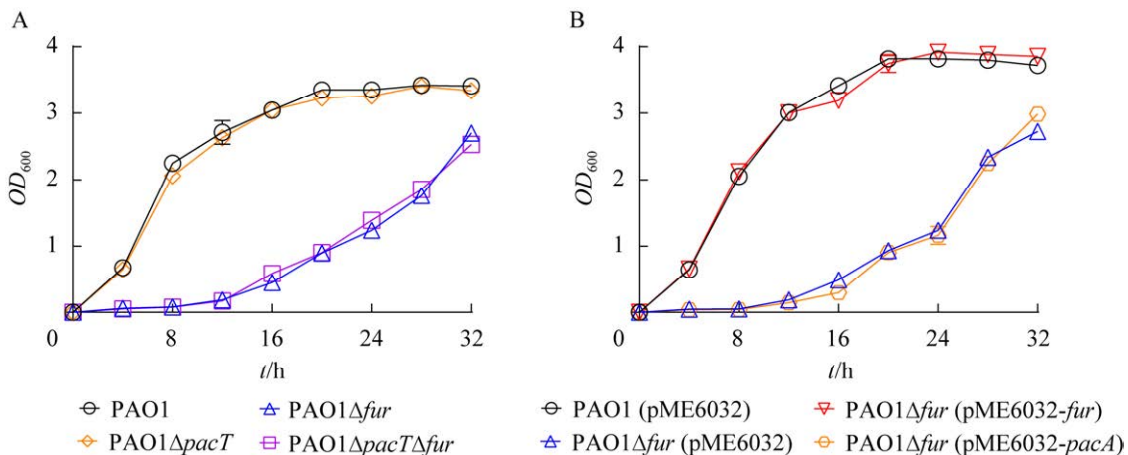 A
B
4
3
2
1
0
OD600
8
16
24
32
t/h
4
3
2
1
0
OD600
8
16
24
32
t/h
PAO1
PAO1Δfur
PAO1ΔpacT
PAO1ΔpacTΔfur
PAO1 (pME6032)
PAO1Δfur (pME6032-fur)
PAO1Δfur (pME6032)
PAO1Δfur (pME6032-pacA)